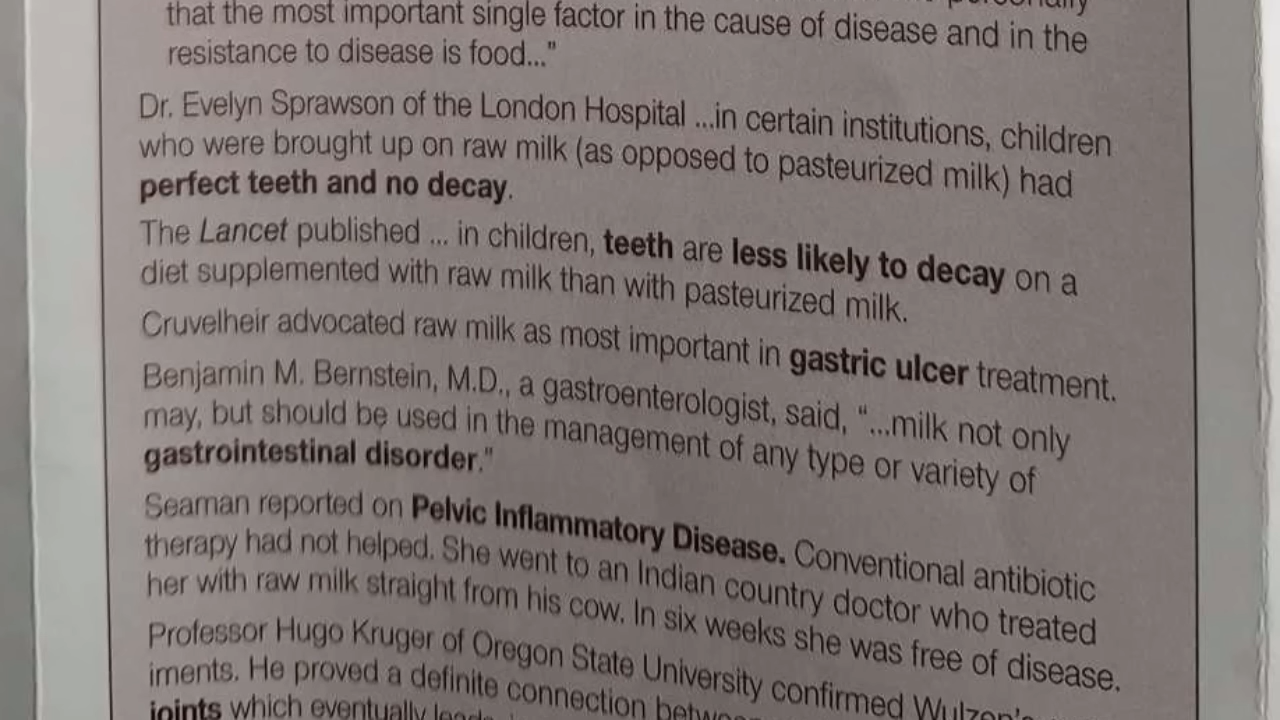 that the most important single factor in the cause of disease and in the
resistance to disease is food..."
Dr. Evelyn Sprawson of the London Hospital ...in certain institutions, children
who were brought up on raw milk (as opposed to pasteurized milk) had
perfect teeth and no decay.
The Lancet published ... in children, teeth are less likely to decay on a
diet supplemented with raw milk than with pasteurized milk.
Cruvelheir advocated raw milk as most important in gastric ulcer treatment.
Benjamin M. Bernstein, M.D., a gastroenterologist, said, "...milk not only
may, but should be used in the management of any type or variety of
gastrointestinal disorder."
Seaman reported on Pelvic Inflammatory Disease. Conventional antibiotic
therapy had not helped. She went to an Indian country doctor who treated
her with raw milk straight from his cow. In six weeks she was free of disease.
Professor Hugo Kruger of Oregon State University confirmed Wulzen's
iments. He proved a definite connection
joints which eventually